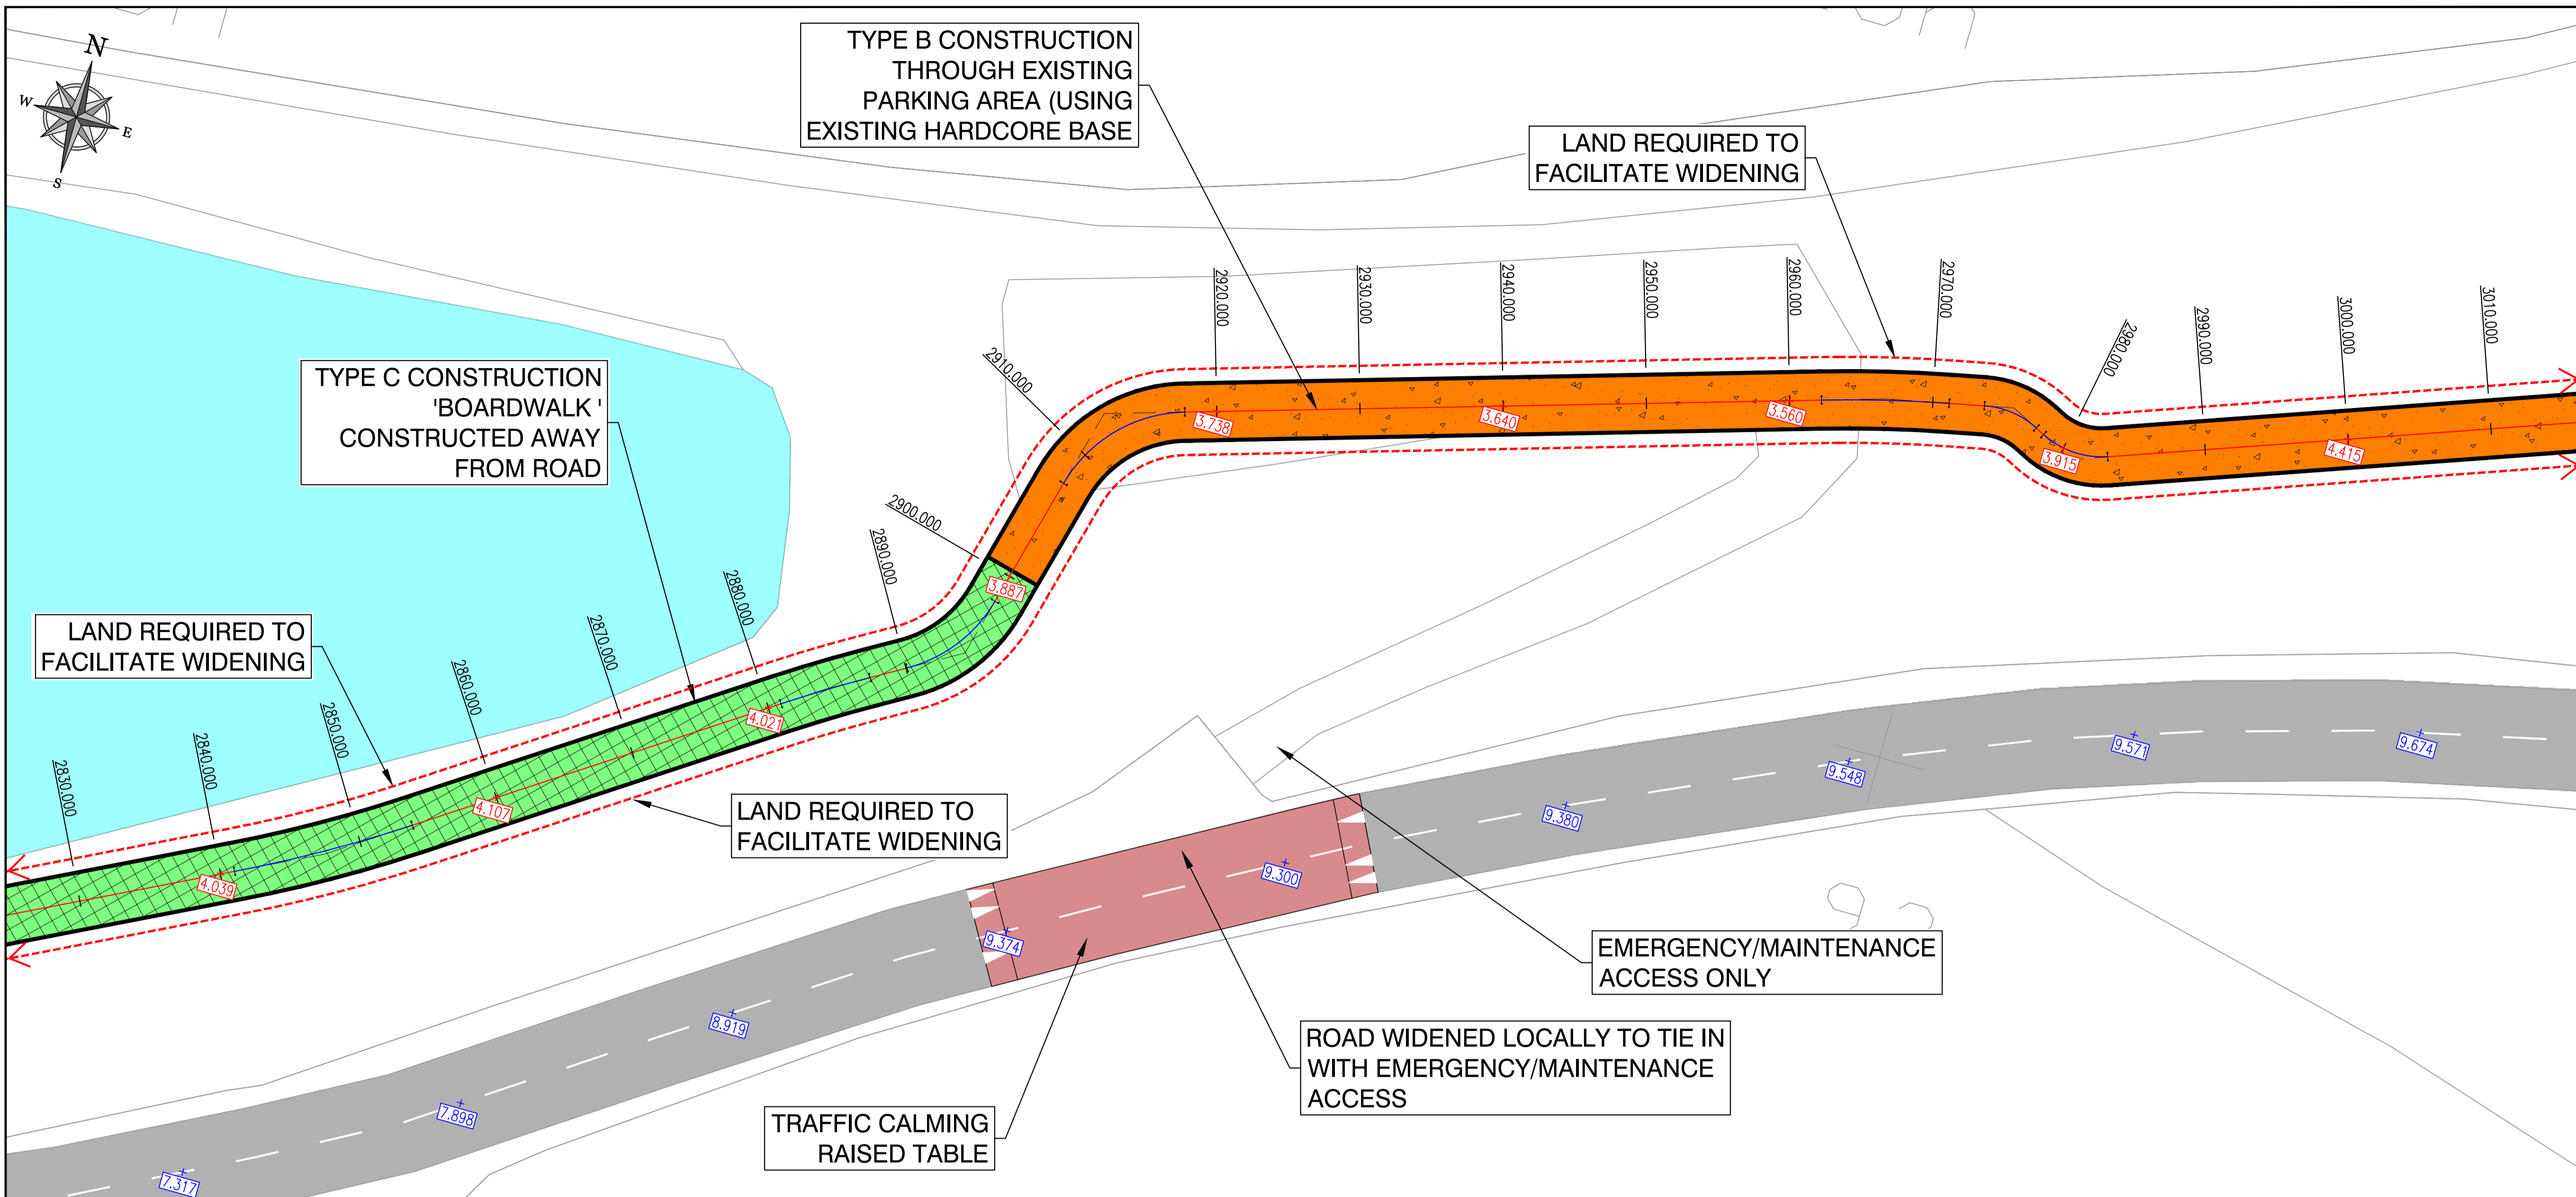 N
W
E
S
TYPE B CONSTRUCTION
THROUGH EXISTING
PARKING AREA (USING
EXISTING HARDCORE BASE
LAND REQUIRED TO
FACILITATE WIDENING
2910.000
2920.000
2930.000
2940.000
2950.000
2960.000
2970.000
2980.000
2990.000
3000.000
3010.000
3.738
3.640
3.560
3.915
4.415
TYPE C CONSTRUCTION
'BOARDWALK '
CONSTRUCTED AWAY
FROM ROAD
2900.000
2890.000
2880.000
2870.000
2860.000
2850.000
2840.000
2830.000
3.887
4.021
4.107
4.039
LAND REQUIRED TO
FACILITATE WIDENING
LAND REQUIRED TO
FACILITATE WIDENING
9.674
9.571
9.548
9.380
9.300
9.374
8.919
7.898
7.317
EMERGENCY/MAINTENANCE
ACCESS ONLY
ROAD WIDENED LOCALLY TO TIE IN
WITH EMERGENCY/MAINTENANCE
ACCESS
TRAFFIC CALMING
RAISED TABLE